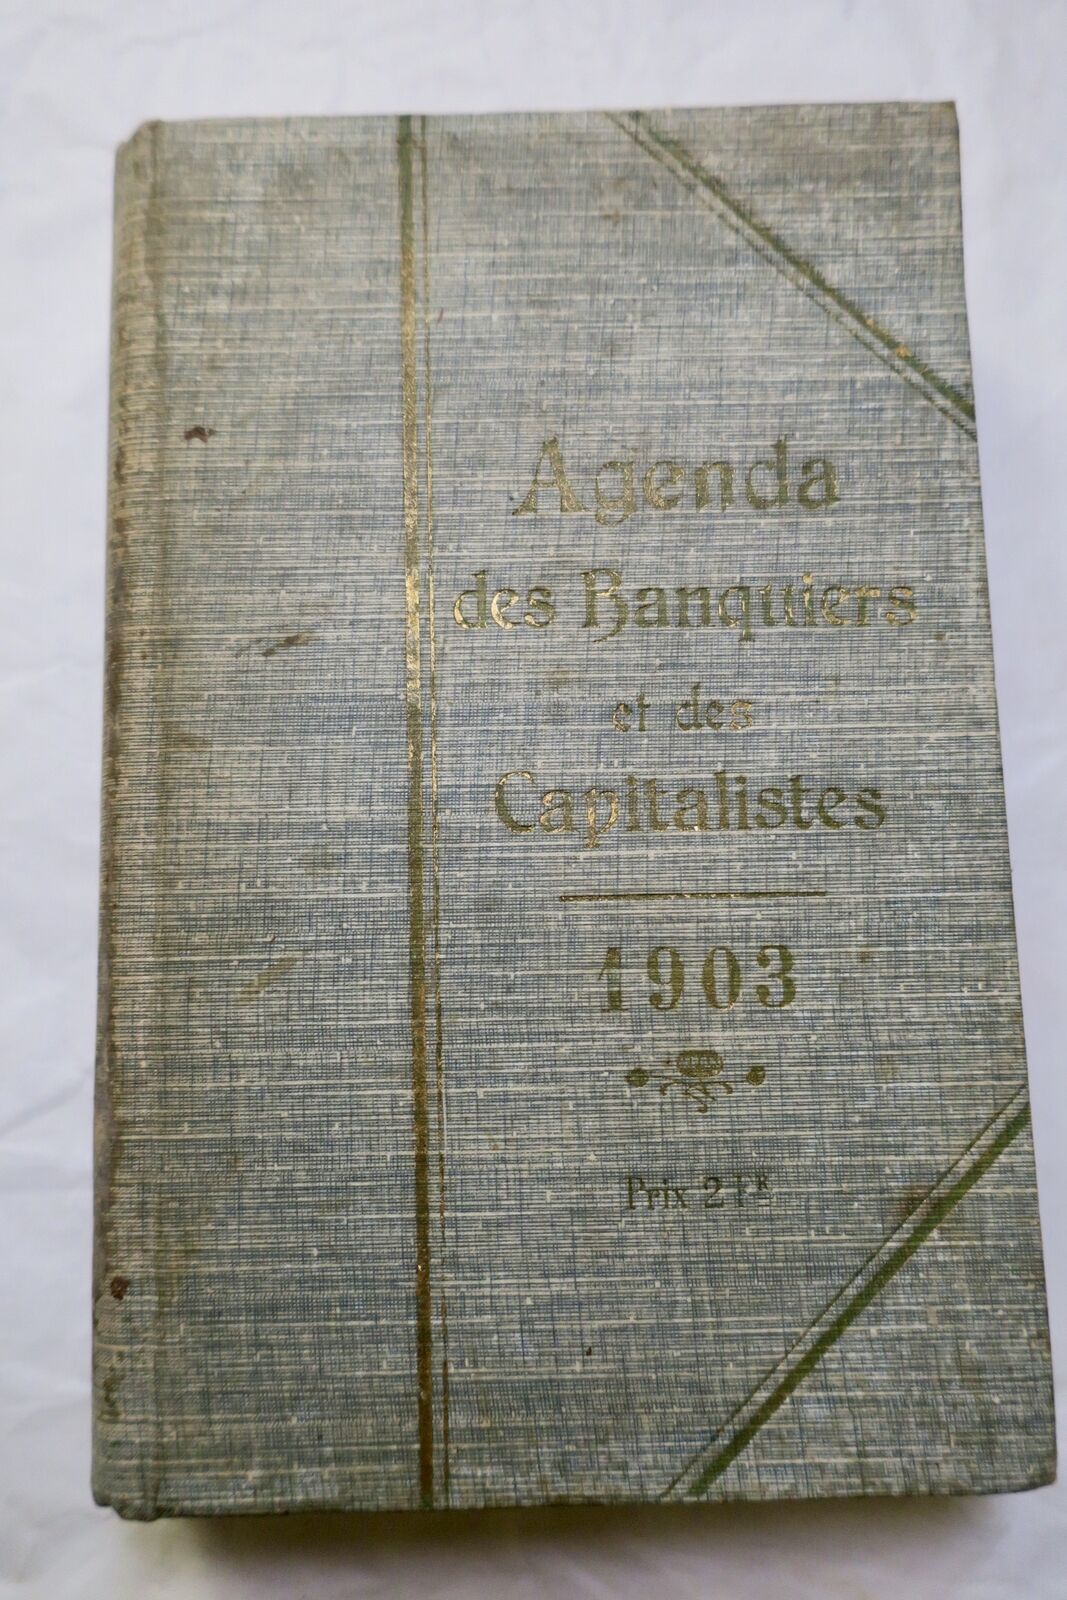 Agenda
des Banquiers
et des
Capitalistes
1903
Prix 2 FR